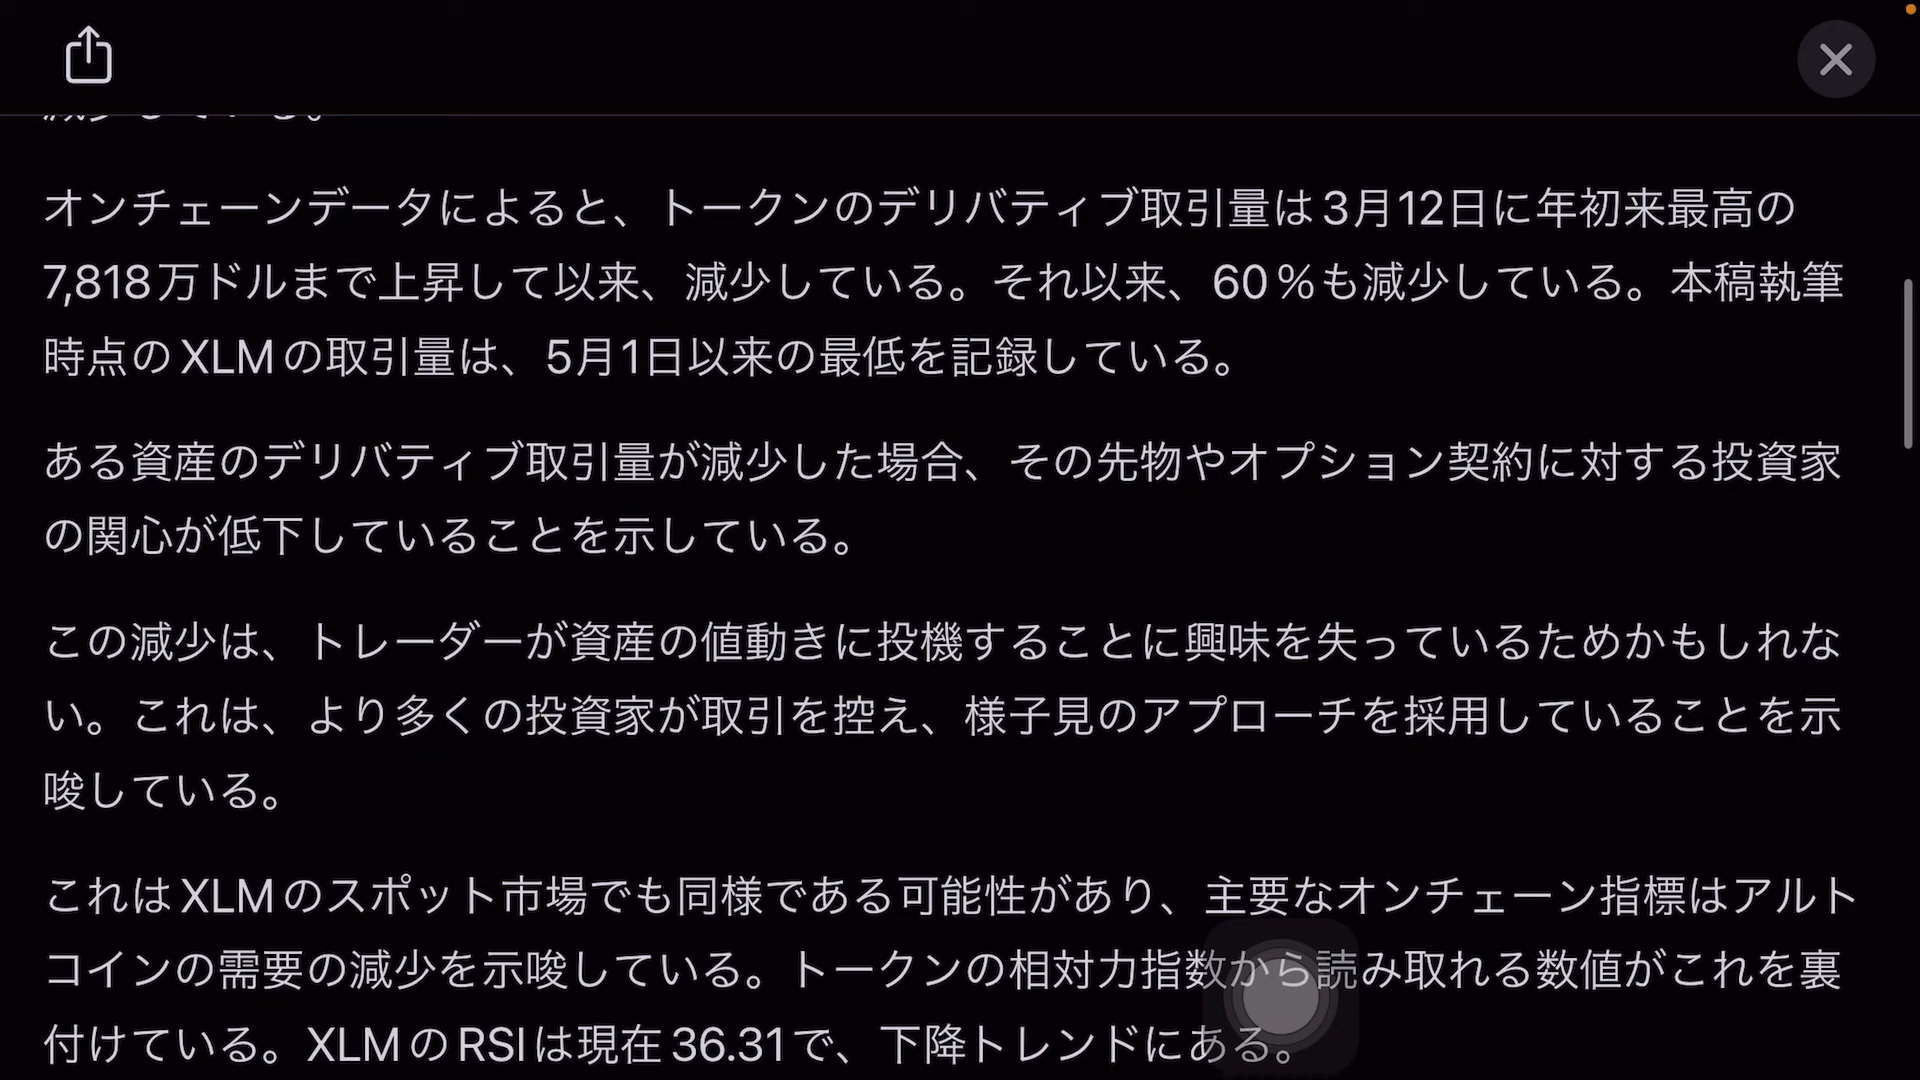 減少している。
オンチェーンデータによると、トークンのデリバティブ取引量は3月12日に年初来最高の
7,818万ドルまで上昇して以来、減少している。それ以来、60％も減少している。本稿執筆
時点のXLMの取引量は、5月1日以来の最低を記録している。
ある資産のデリバティブ取引量が減少した場合、その先物やオプション契約に対する投資家
の関心が低下していることを示している。
この減少は、トレーダーが資産の値動きに投機することに興味を失っているためかもしれな
い。これは、より多くの投資家が取引を控え、様子見のアプローチを採用していることを示
唆している。
これはXLMのスポット市場でも同様である可能性があり、主要なオンチェーン指標はアルト
コインの需要の減少を示唆している。トークンの相対力指数から読み取れる数値がこれを裏
付けている。XLMのRSIは現在36.31で、下降トレンドにある。